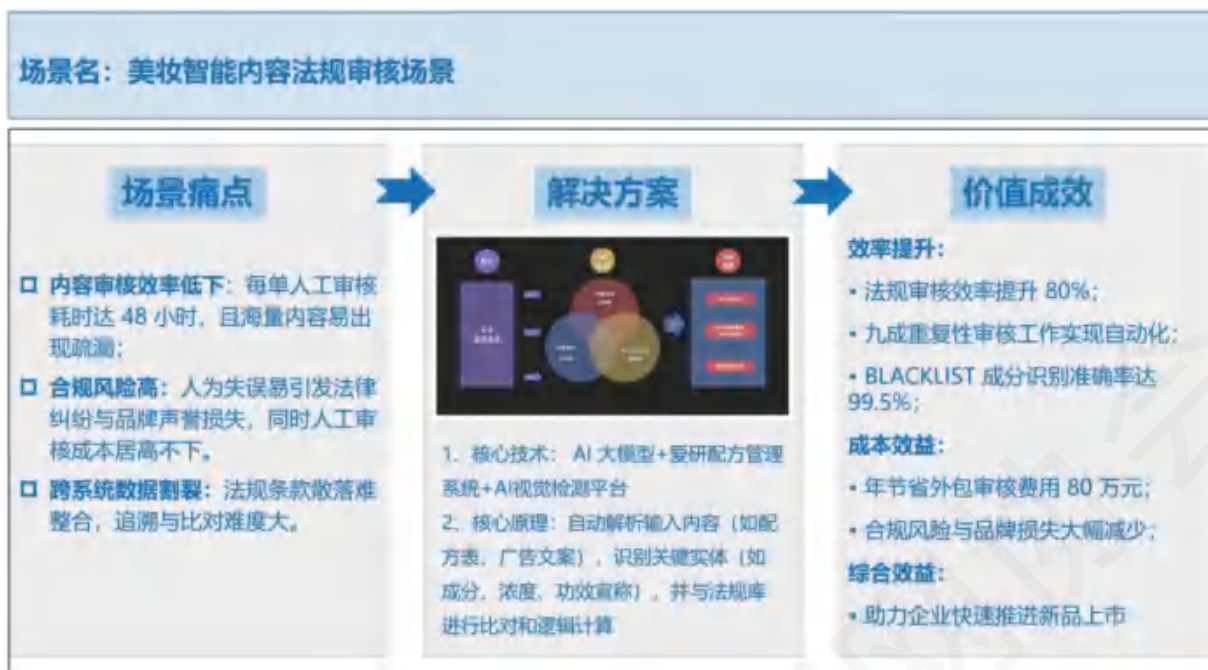 场景名：美妆智能内容法规审核场景
场景痛点
内容审核效率低下：每单人工审核
耗时达 48 小时，且海量内容易出
现疏漏；
合规风险高：人为失误易引发法律
纠纷与品牌声誉损失，同时人工审
核成本居高不下。
跨系统数据割裂：法规条款散落难
整合，追溯与比对难度大。
解决方案
1、核心技术： AI 大模型+爱研配方管理
系统+AI视觉检测平台
2、核心原理：自动解析输入内容（如配
方表、广告文案），识别关键实体（如
成分、浓度、功效宣称），并与法规库
进行比对和逻辑计算
价值成效
效率提升：
• 法规审核效率提升 80%；
• 九成重复性审核工作实现自动化；
• BLACKLIST 成分识别准确率达
99.5%；
成本效益：
• 年节省外包审核费用 80 万元；
• 合规风险与品牌损失大幅减少；
综合效益：
• 助力企业快速推进新品上市